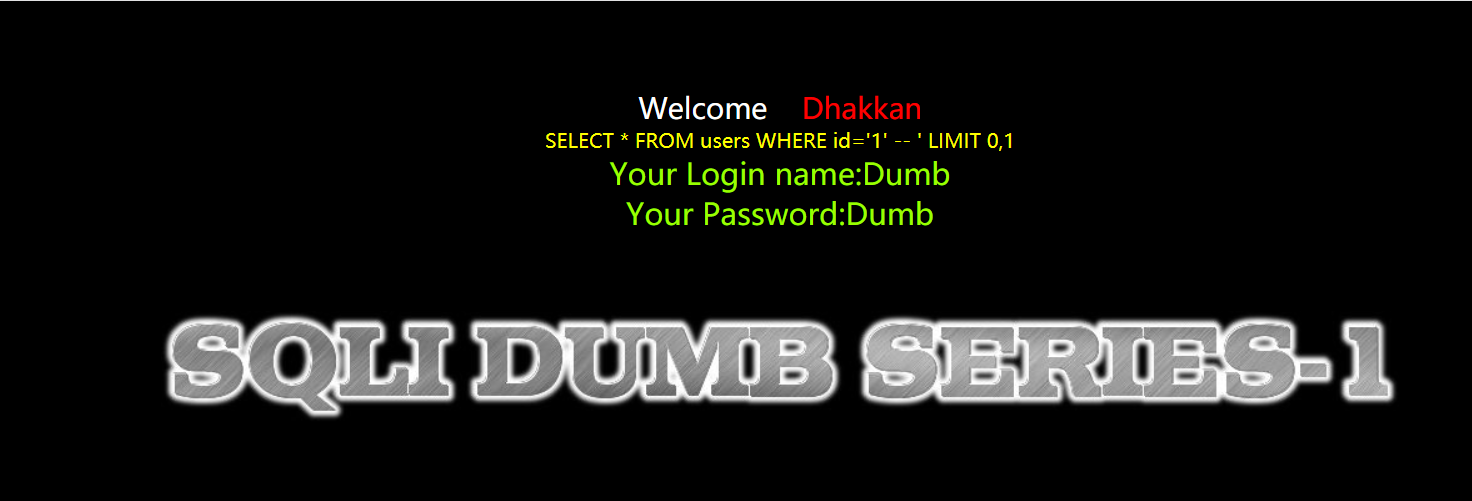 Welcome Dhakkan
SELECT * FROM users WHERE id='1' -- ' LIMIT 0,1
Your Login name:Dumb
Your Password:Dumb
SQLI DUMB SERIES-1